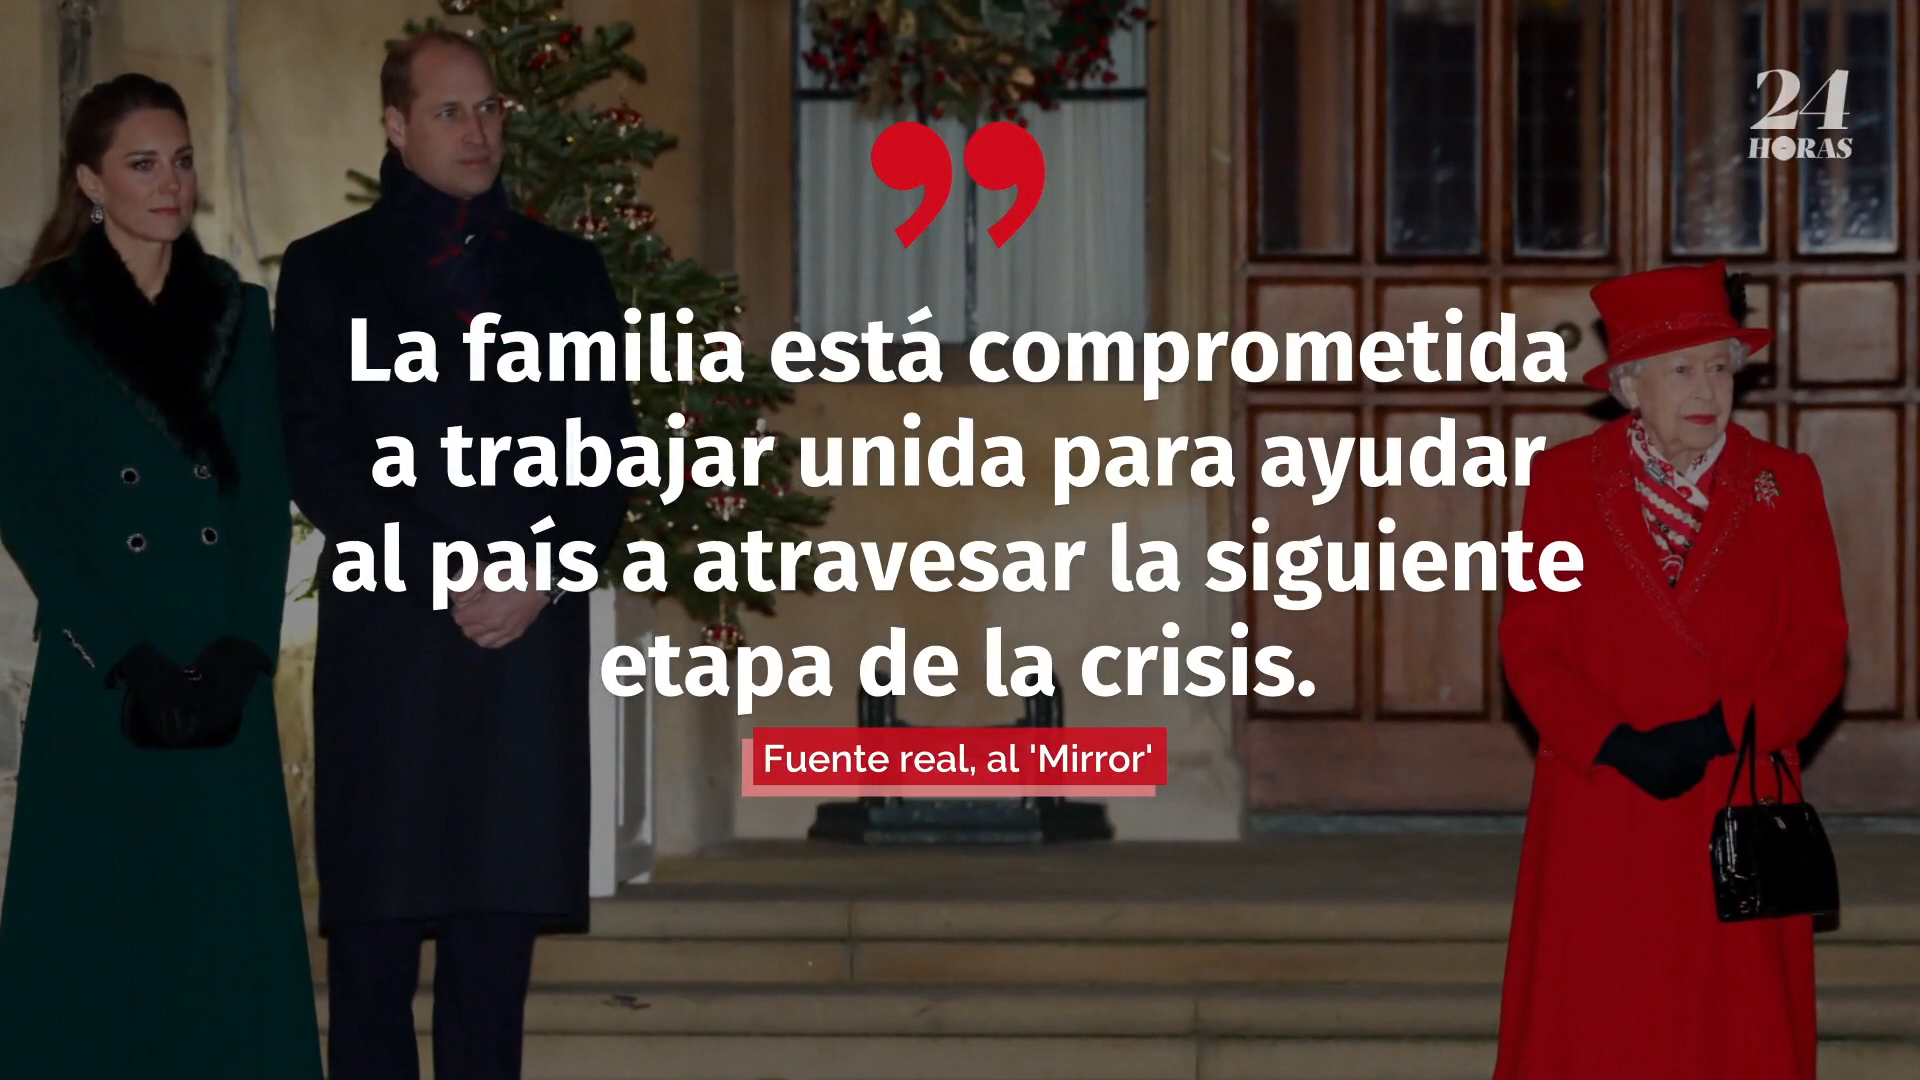 24
HORAS
”
La familia está comprometida
a trabajar unida para ayudar
al país a atravesar la siguiente
etapa de la crisis.
Fuente real, al 'Mirror'